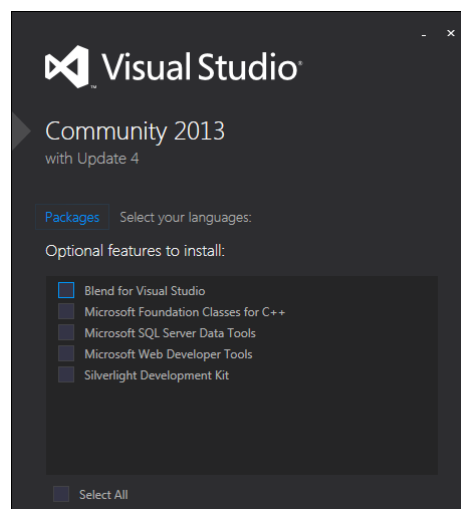 Visual Studio
Community 2013
with Update 4
Packages Select your languages:
Optional features to install:
Blend for Visual Studio
Microsoft Foundation Classes for C++
Microsoft SQL Server Data Tools
Microsoft Web Developer Tools
Silverlight Development Kit
Select All